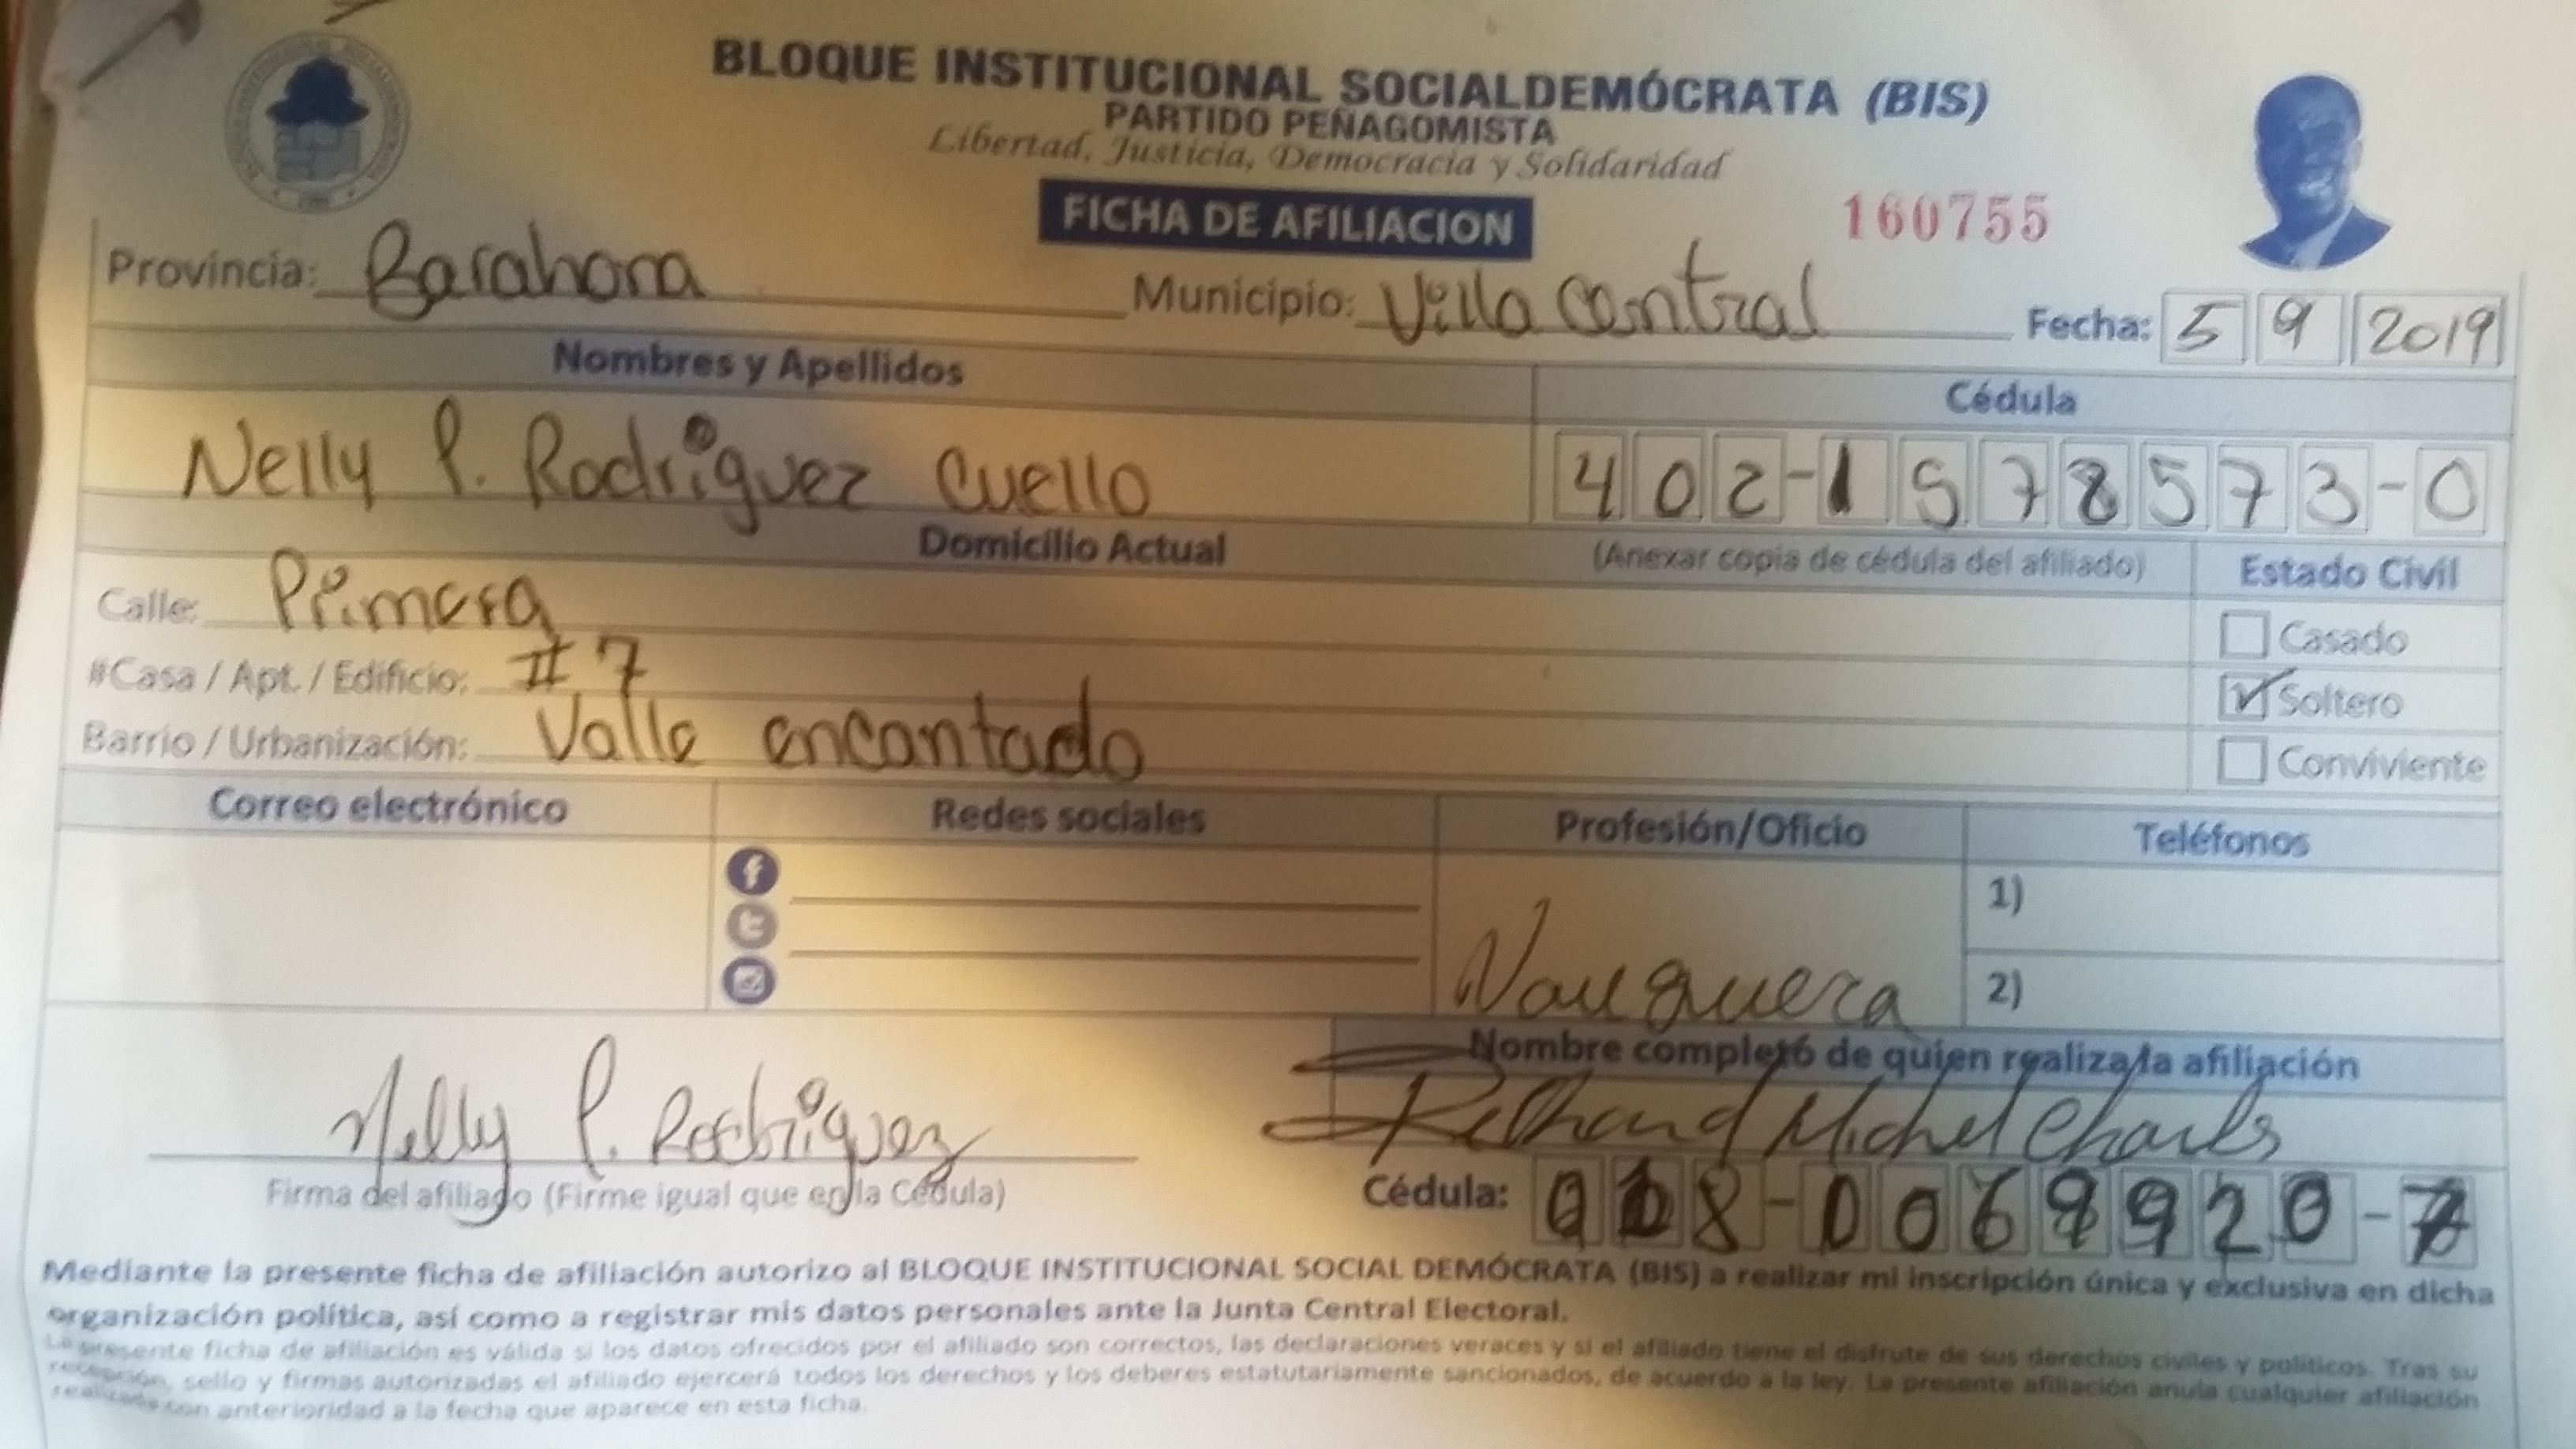 BLOQUE INSTITUCIONAL SOCIALDEMÓCRATA (BIS)
PARTIDO PEÑAGOMISTA
Libertad, Justicia, Democracia y Solidaridad
FICHA DE AFILIACION
160755
Provincia: Barahona Municipio: Villa Central Fecha: 5 9 2019
Nombres y Apellidos Cédula
Nelly P. Rodriguez Cuello 402-1578573-0
Domicilio Actual (Anexar copia de cédula del afiliado) Estado Civil
Calle: Primera
Casado
#Casa / Apt. / Edificio: #7
Soltero
Barrio / Urbanización: Valle encantado
Conviviente
Correo electrónico Redes sociales Profesión/Oficio Teléfonos
1)
2)
Nombre completo de quien realiza la afiliación
Michel Charles
Nelly P. Rodriguez
Firma del afiliado (Firme igual que en la Cédula)
Cédula:
Mediante la presente ficha de afiliación autorizo al BLOQUE INSTITUCIONAL SOCIAL DEMÓCRATA (BIS) a realizar mi inscripción única y exclusiva en dicha
organización política, así como a registrar mis datos personales ante la Junta Central Electoral.
La presente ficha de afiliación es válida si los datos ofrecidos por el afiliado son correctos, las declaraciones veraces y si el afiliado tiene el disfrute de sus derechos civiles y políticos. Tras su
recepción, sello y firmas autorizadas el afiliado ejercerá todos los derechos y los deberes estatutariamente sancionados, de acuerdo a la ley. La presente afiliación anula cualquier afiliación
realizada con anterioridad a la fecha que aparece en esta ficha.